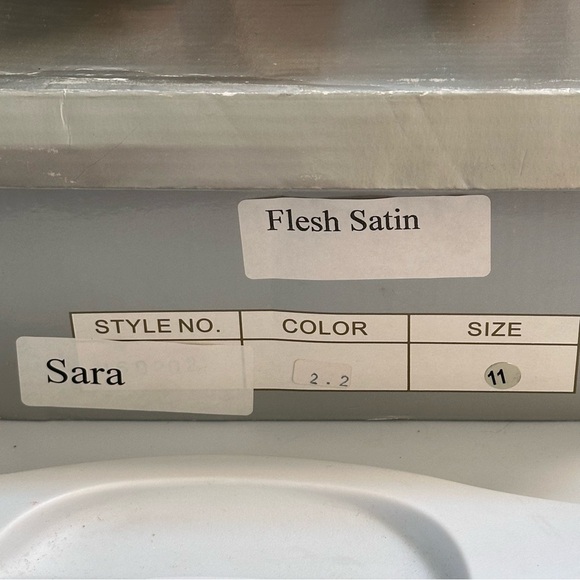 Flesh Satin
STYLE NO. COLOR SIZE
Sara 2.2 11